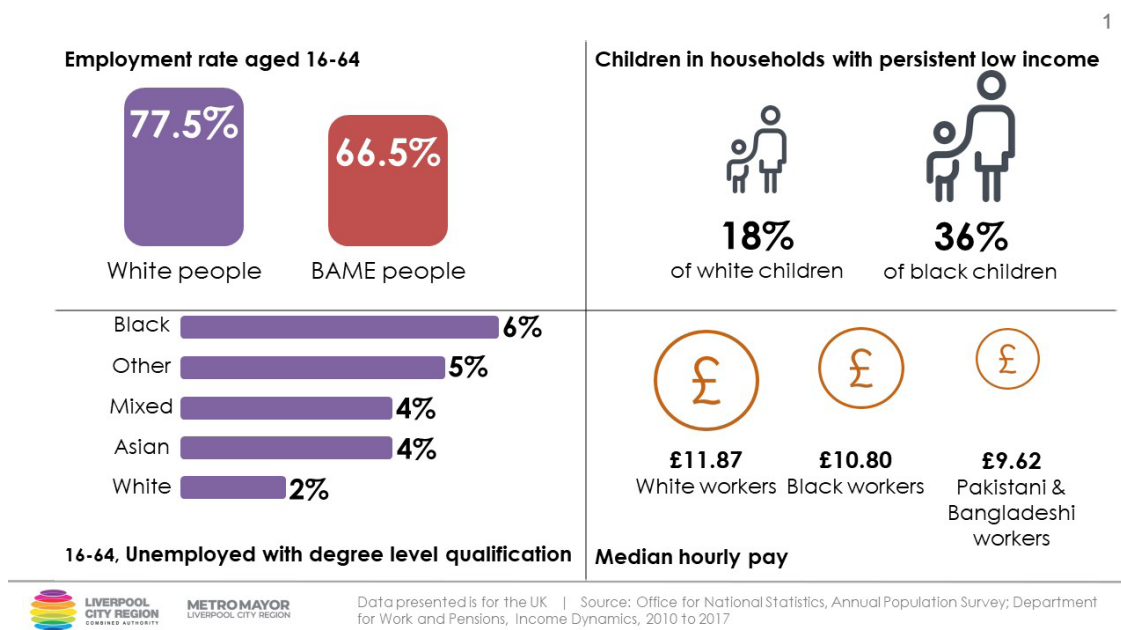 1
Employment rate aged 16-64
77.5%
66.5%
White people
BAME people
Children in households with persistent low income
18%
36%
of white children
of black children
Black
6%
Other
5%
Mixed
4%
Asian
4%
White
2%
16-64, Unemployed with degree level qualification
£
£
£
£11.87
White workers
£10.80
Black workers
£9.62
Pakistani &
Bangladeshi
workers
Median hourly pay
LIVERPOOL
CITY REGION
COMBINED AUTHORITY
METRO MAYOR
LIVERPOOL CITY REGION
Data presented is for the UK | Source: Office for National Statistics, Annual Population Survey; Department
for Work and Pensions, Income Dynamics, 2010 to 2017